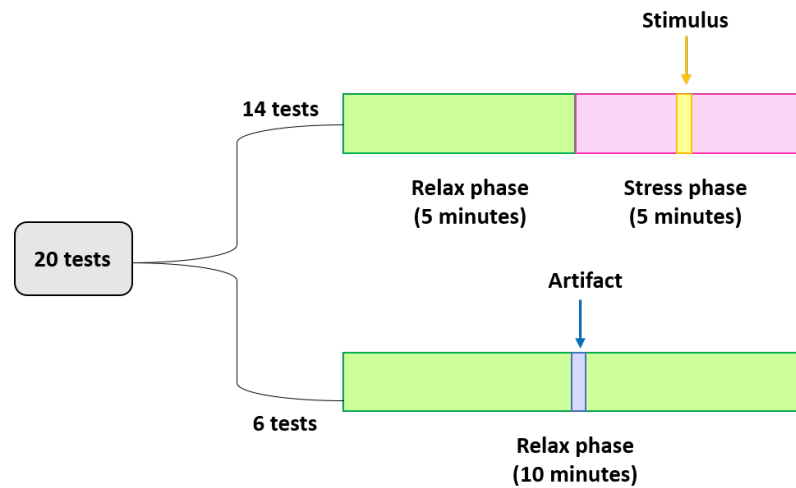 Stimulus
14 tests
Relax phase
(5 minutes)
Stress phase
(5 minutes)
20 tests
Artifact
6 tests
Relax phase
(10 minutes)